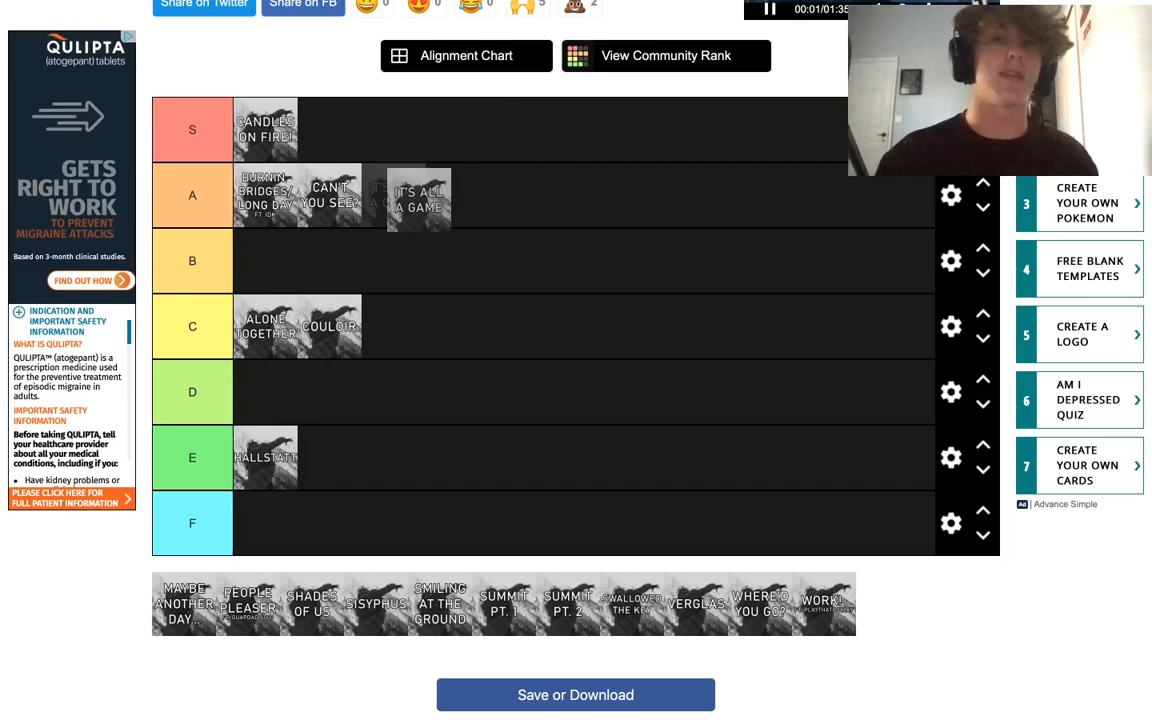 Share on Twitter
Share on FB
0
0
0
5
2
00:01/01:35
Alignment Chart
View Community Rank
QULIPTA
(atogepant) tablets
GETS
RIGHT TO
WORK
TO PREVENT
MIGRAINE ATTACKS
Based on 3-month clinical studies.
FIND OUT HOW
INDICATION AND
IMPORTANT SAFETY
INFORMATION
WHAT IS QULIPTA?
QULIPTA™ (atogepant) is a
prescription medicine used
for the preventive treatment
of episodic migraine in
adults.
IMPORTANT SAFETY
INFORMATION
Before taking QULIPTA, tell
your healthcare provider
about all your medical
conditions, including if you:
• Have kidney problems or
PLEASE CLICK HERE FOR
FULL PATIENT INFORMATION
S
CANDLES
ON FIRE!
A
BURNIN
BRIDGES/
LONG DAY
FT. IDK
CAN'T
YOU SEE?
IT'S ALL
A GAME
B
C
ALONE
TOGETHER
COULOIR
D
E
HALLSTATT
F
MAYBE
ANOTHER
DAY...
PEOPLE
PLEASER
SHADES
OF US
SISYPHUS
SMILING
AT THE
GROUND
SUMMIT
PT. 1
SUMMIT
PT. 2
SWALLOWED
THE KEY
VERGLAS
WHERE'D
YOU GO?
WORK!
Save or Download
3
CREATE
YOUR OWN
POKEMON
4
FREE BLANK
TEMPLATES
5
CREATE A
LOGO
6
AM I
DEPRESSED
QUIZ
7
CREATE
YOUR OWN
CARDS
Ad | Advance Simple